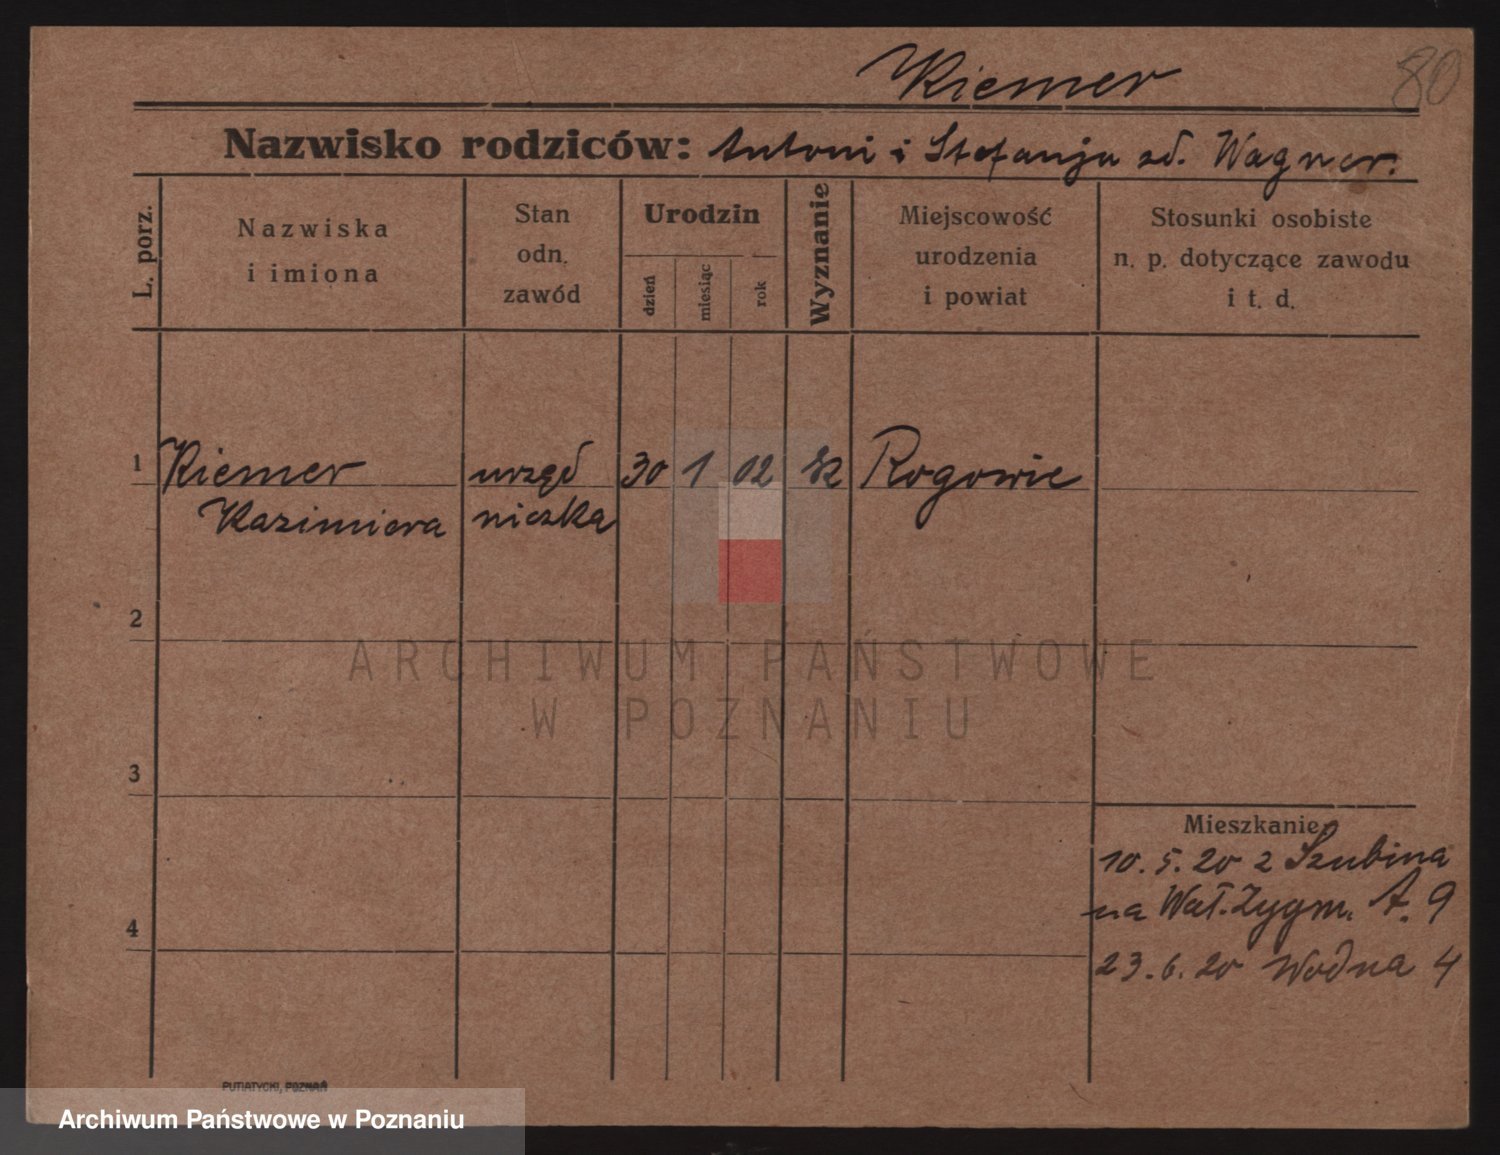 Riemer
80
Nazwisko rodziców: Antoni i Stefanja zd. Wagner.
L. porz.
Nazwiska
i imiona
Stan
odn.
zawód
Urodzin
dzień
miesiąc
rok
Wyznanie
Miejscowość
urodzenia
i powiat
Stosunki osobiste
n. p. dotyczące zawodu
i t. d.
1 Riemer urzęd 30 1 02 Rogowie
Kazimiera niczka
2
ARCHIWUM PAŃSTWOWE
W POZNANIU
3
Mieszkanie
10. 5. 20 z Szubina
na Wał. Zygm. A. 9
4
23. 6. 20 Wodna 4
PUTIATYCKI, POZNAŃ
Archiwum Państwowe w Poznaniu